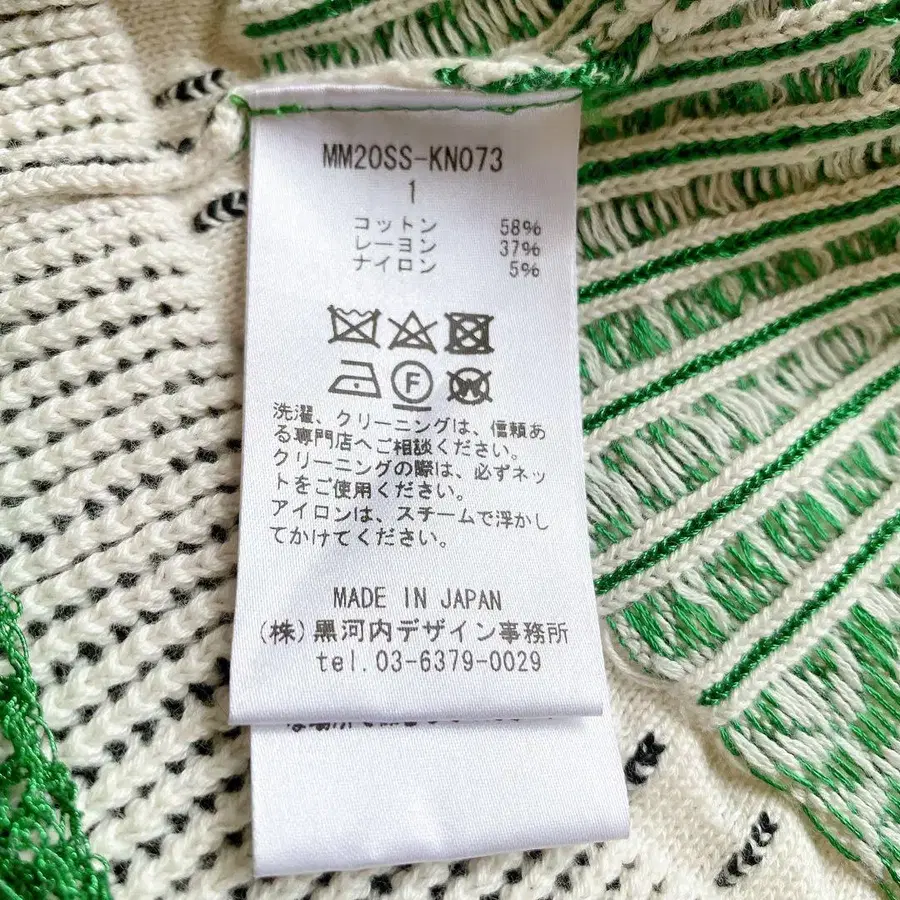 MM20SS-KN073
1
コットン 58%
レーヨン 37%
ナイロン 5%
F
W
洗濯、クリーニングは、信頼あ
る専門店へご相談ください。
クリーニングの際は、必ずネッ
トをご使用ください。
アイロンは、スチームで浮かし
てかけてください。
MADE IN JAPAN
(株)黒河内デザイン事務所
tel.03-6379-0029